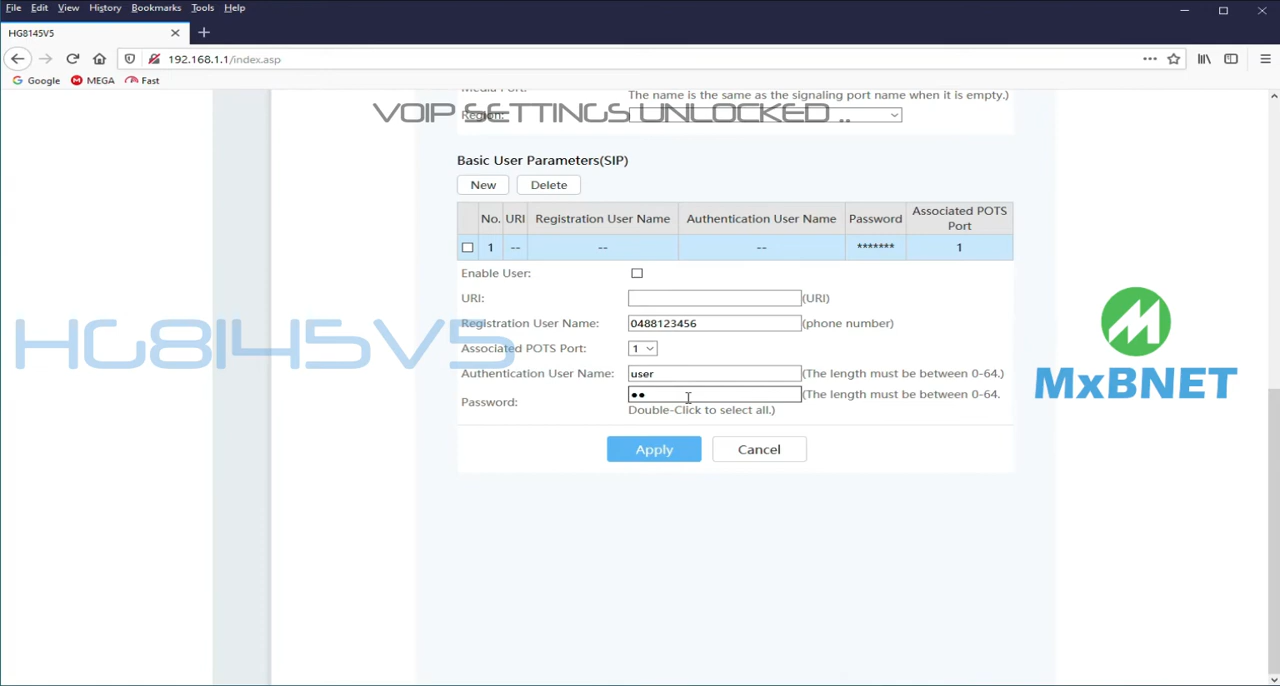 File Edit View History Bookmarks Tools Help
HG8145V5
192.168.1.1/index.asp
Google MEGA Fast
Media Port: The name is the same as the signaling port name when it is empty.)
VOIP SETTINGS UNLOCKED ..
Region:
Basic User Parameters(SIP)
New Delete
No. URI Registration User Name Authentication User Name Password Associated POTS Port
1 -- -- -- ******* 1
Enable User:
URI: (URI)
Registration User Name: 0488123456 (phone number)
HG8145V5
Associated POTS Port: 1
Authentication User Name: user (The length must be between 0-64.)
Password: •• (The length must be between 0-64.
Double-Click to select all.)
MxBNET
Apply Cancel